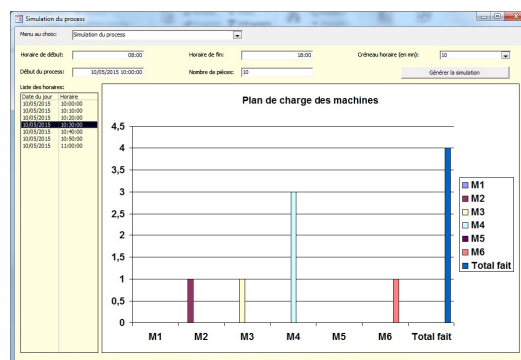 Simulation du process
Menu au choix: Simulation du process
Horaire de début: 08:00 Horaire de fin: 18:00 Créneau horaire (en mn): 10
Début du process: 10/05/2015 10:00:00 Nombre de pièces: 10 Générer la simulation
Liste des horaires:
Date du jour Horaire
10/05/2015 10:00:00
10/05/2015 10:10:00
10/05/2015 10:20:00
10/05/2015 10:30:00
10/05/2015 10:40:00
10/05/2015 10:50:00
10/05/2015 11:00:00
Plan de charge des machines
4,5
4
3,5
3
2,5
2
1,5
1
0,5
0
M1 M2 M3 M4 M5 M6 Total fait
M1
M2
M3
M4
M5
M6
Total fait